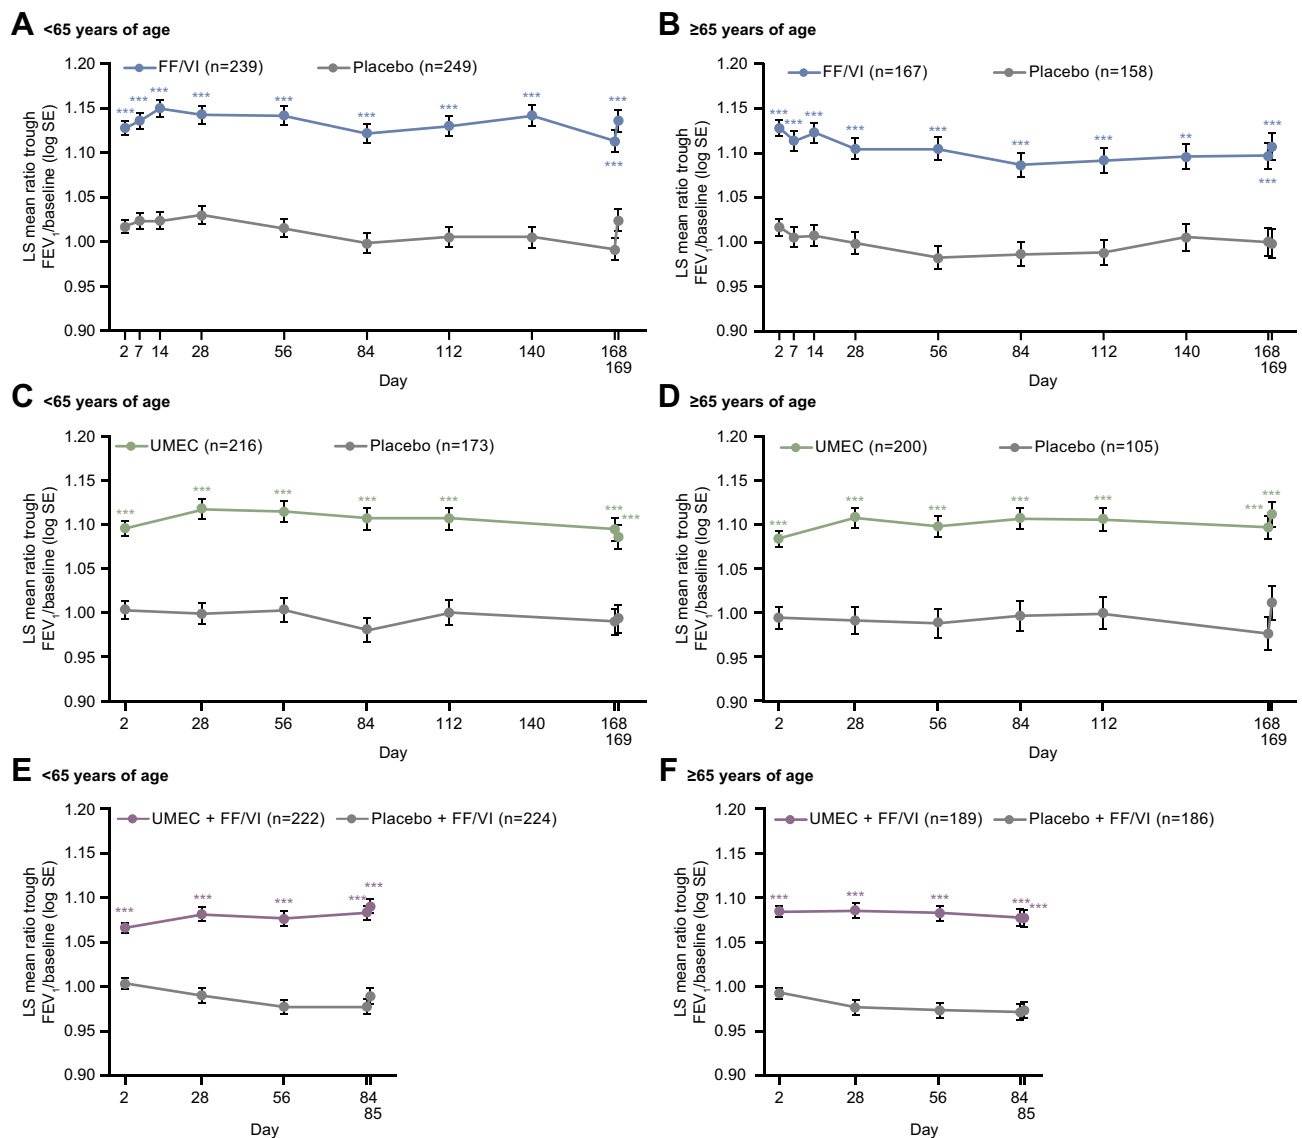 A <65 years of age
FF/VI (n=239) Placebo (n=249)
LS mean ratio trough
FEV1/baseline (log SE)
1.20
1.15
1.10
1.05
1.00
0.95
0.90
*** *** *** *** *** *** *** *** *** ***
2 7 14 28 56 84 112 140 168
169
Day
B ≥65 years of age
FF/VI (n=167) Placebo (n=158)
LS mean ratio trough
FEV1/baseline (log SE)
1.20
1.15
1.10
1.05
1.00
0.95
0.90
*** *** *** *** *** *** *** ** *** ***
2 7 14 28 56 84 112 140 168
169
Day
C <65 years of age
UMEC (n=216) Placebo (n=173)
LS mean ratio trough
FEV1/baseline (log SE)
1.20
1.15
1.10
1.05
1.00
0.95
0.90
*** *** *** *** *** *** ***
2 28 56 84 112 140 168
169
Day
D ≥65 years of age
UMEC (n=200) Placebo (n=105)
LS mean ratio trough
FEV1/baseline (log SE)
1.20
1.15
1.10
1.05
1.00
0.95
0.90
*** *** *** *** *** *** ***
2 28 56 84 112 168
169
Day
E <65 years of age
UMEC + FF/VI (n=222) Placebo + FF/VI (n=224)
LS mean ratio trough
FEV1/baseline (log SE)
1.20
1.15
1.10
1.05
1.00
0.95
0.90
*** *** *** *** ***
2 28 56 84
85
Day
F ≥65 years of age
UMEC + FF/VI (n=189) Placebo + FF/VI (n=186)
LS mean ratio trough
FEV1/baseline (log SE)
1.20
1.15
1.10
1.05
1.00
0.95
0.90
*** *** *** *** ***
2 28 56 84
85
Day